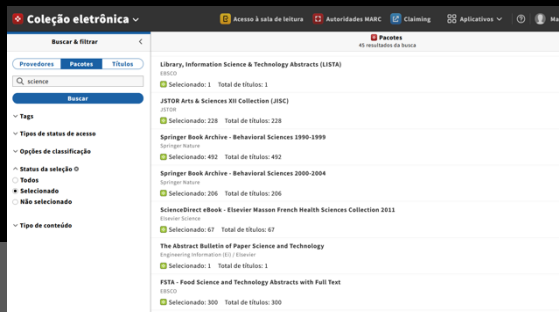 Coleção eletrônica
Acesso à sala de leitura
Autoridades MARC
Claiming
Aplicativos
Buscar & filtrar
Pacotes
45 resultados da busca
Provedores Pacotes Títulos
science
Buscar
Tags
Tipos de status de acesso
Opções de classificação
Status da seleção
Todos
Selecionado
Não selecionado
Tipo de conteúdo
Library, Information Science & Technology Abstracts (LISTA)
EBSCO
Selecionado: 1 Total de títulos: 1
JSTOR Arts & Sciences XII Collection (JISC)
JSTOR
Selecionado: 228 Total de títulos: 228
Springer Book Archive - Behavioral Sciences 1990-1999
Springer Nature
Selecionado: 492 Total de títulos: 492
Springer Book Archive - Behavioral Sciences 2000-2004
Springer Nature
Selecionado: 206 Total de títulos: 206
ScienceDirect eBook - Elsevier Masson French Health Sciences Collection 2011
Elsevier Science
Selecionado: 67 Total de títulos: 67
The Abstract Bulletin of Paper Science and Technology
Engineering Information (EI) / Elsevier
Selecionado: 1 Total de títulos: 1
FSTA - Food Science and Technology Abstracts with Full Text
EBSCO
Selecionado: 300 Total de títulos: 300